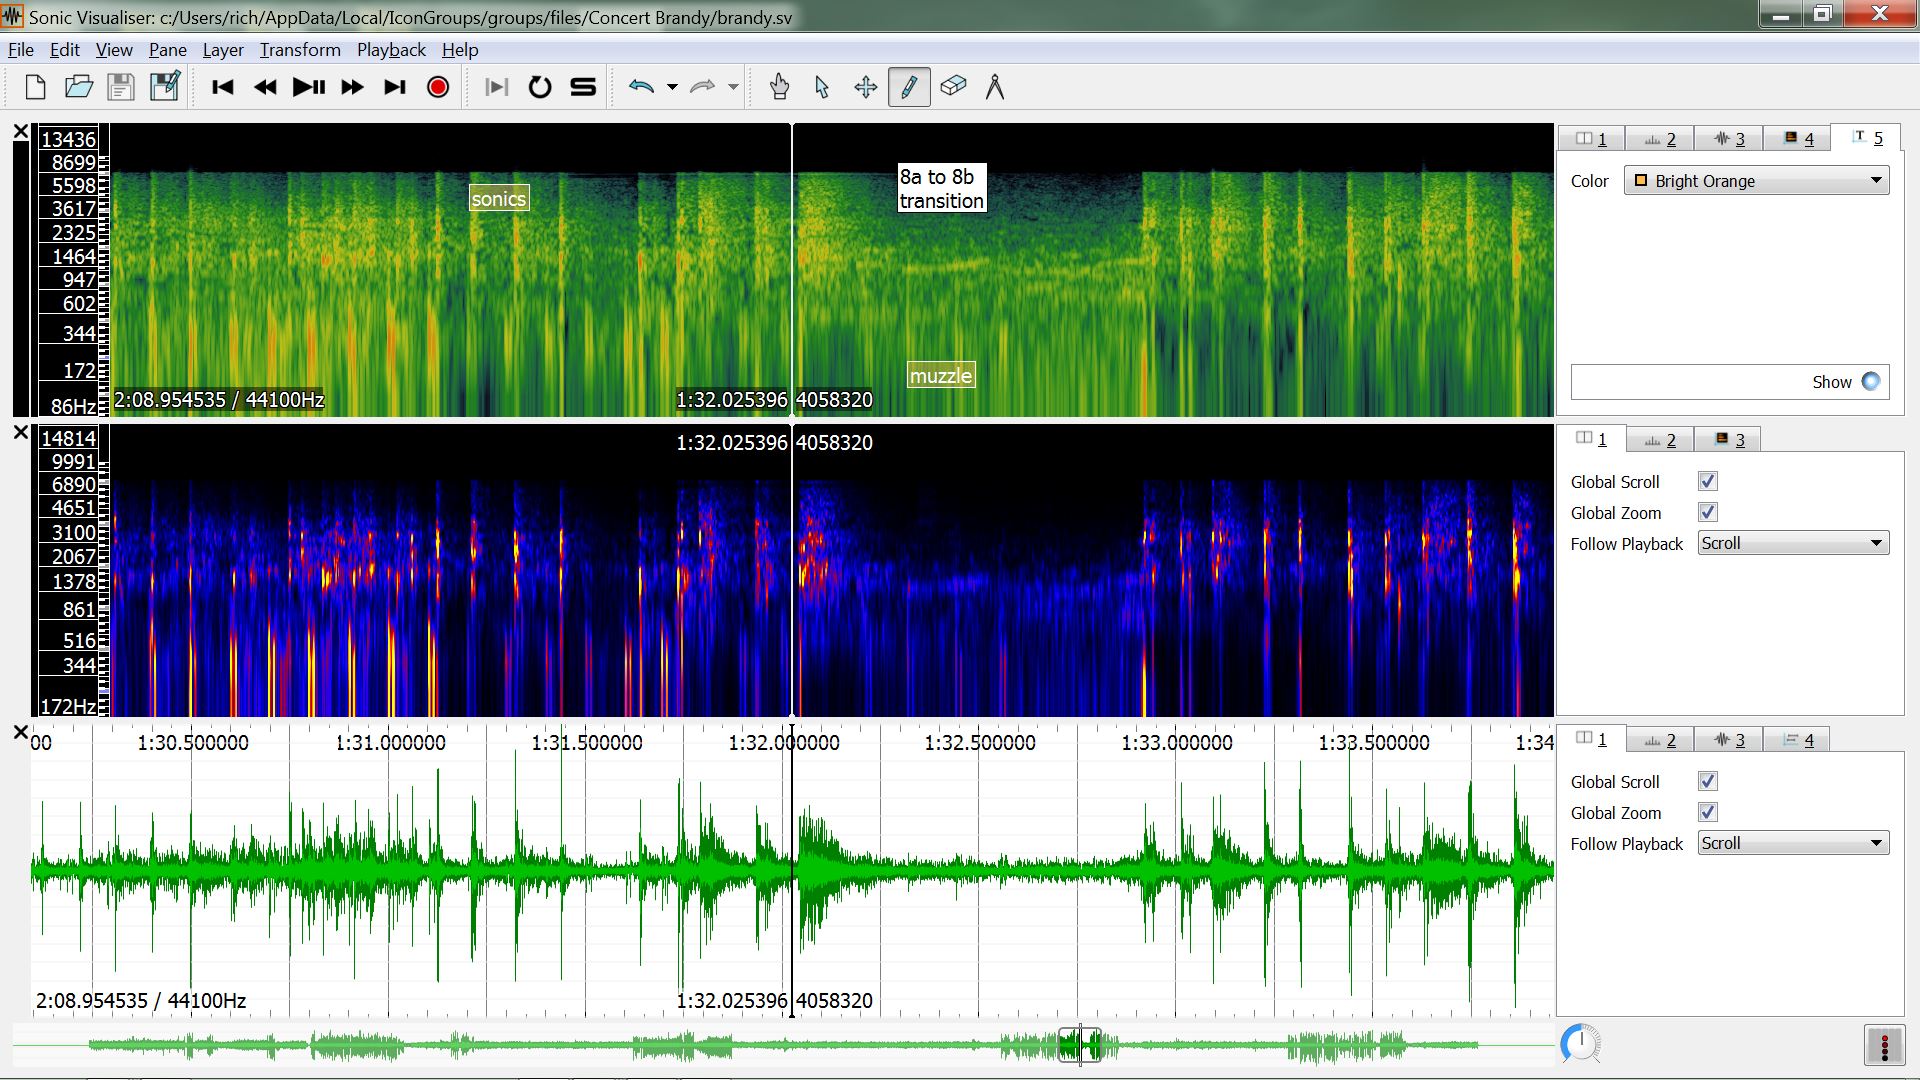 Sonic Visualiser: c:/Users/rich/AppData/Local/IconGroups/groups/files/Concert Brandy/brandy.sv
File Edit View Pane Layer Transform Playback Help
13436
8699
5598
3617
2325
1464
947
602
344
172
86Hz
sonics
8a to 8b
transition
muzzle
2:08.954535 / 44100Hz
1:32.025396 4058320
1 2 3 4 T 5
Color Bright Orange
Show
14814
9991
6890
4651
3100
2067
1378
861
516
344
172Hz
1:32.025396 4058320
1 2 3
Global Scroll
Global Zoom
Follow Playback Scroll
00 1:30.500000 1:31.000000 1:31.500000 1:32.000000 1:32.500000 1:33.000000 1:33.500000 1:34
2:08.954535 / 44100Hz
1:32.025396 4058320
1 2 3 4
Global Scroll
Global Zoom
Follow Playback Scroll